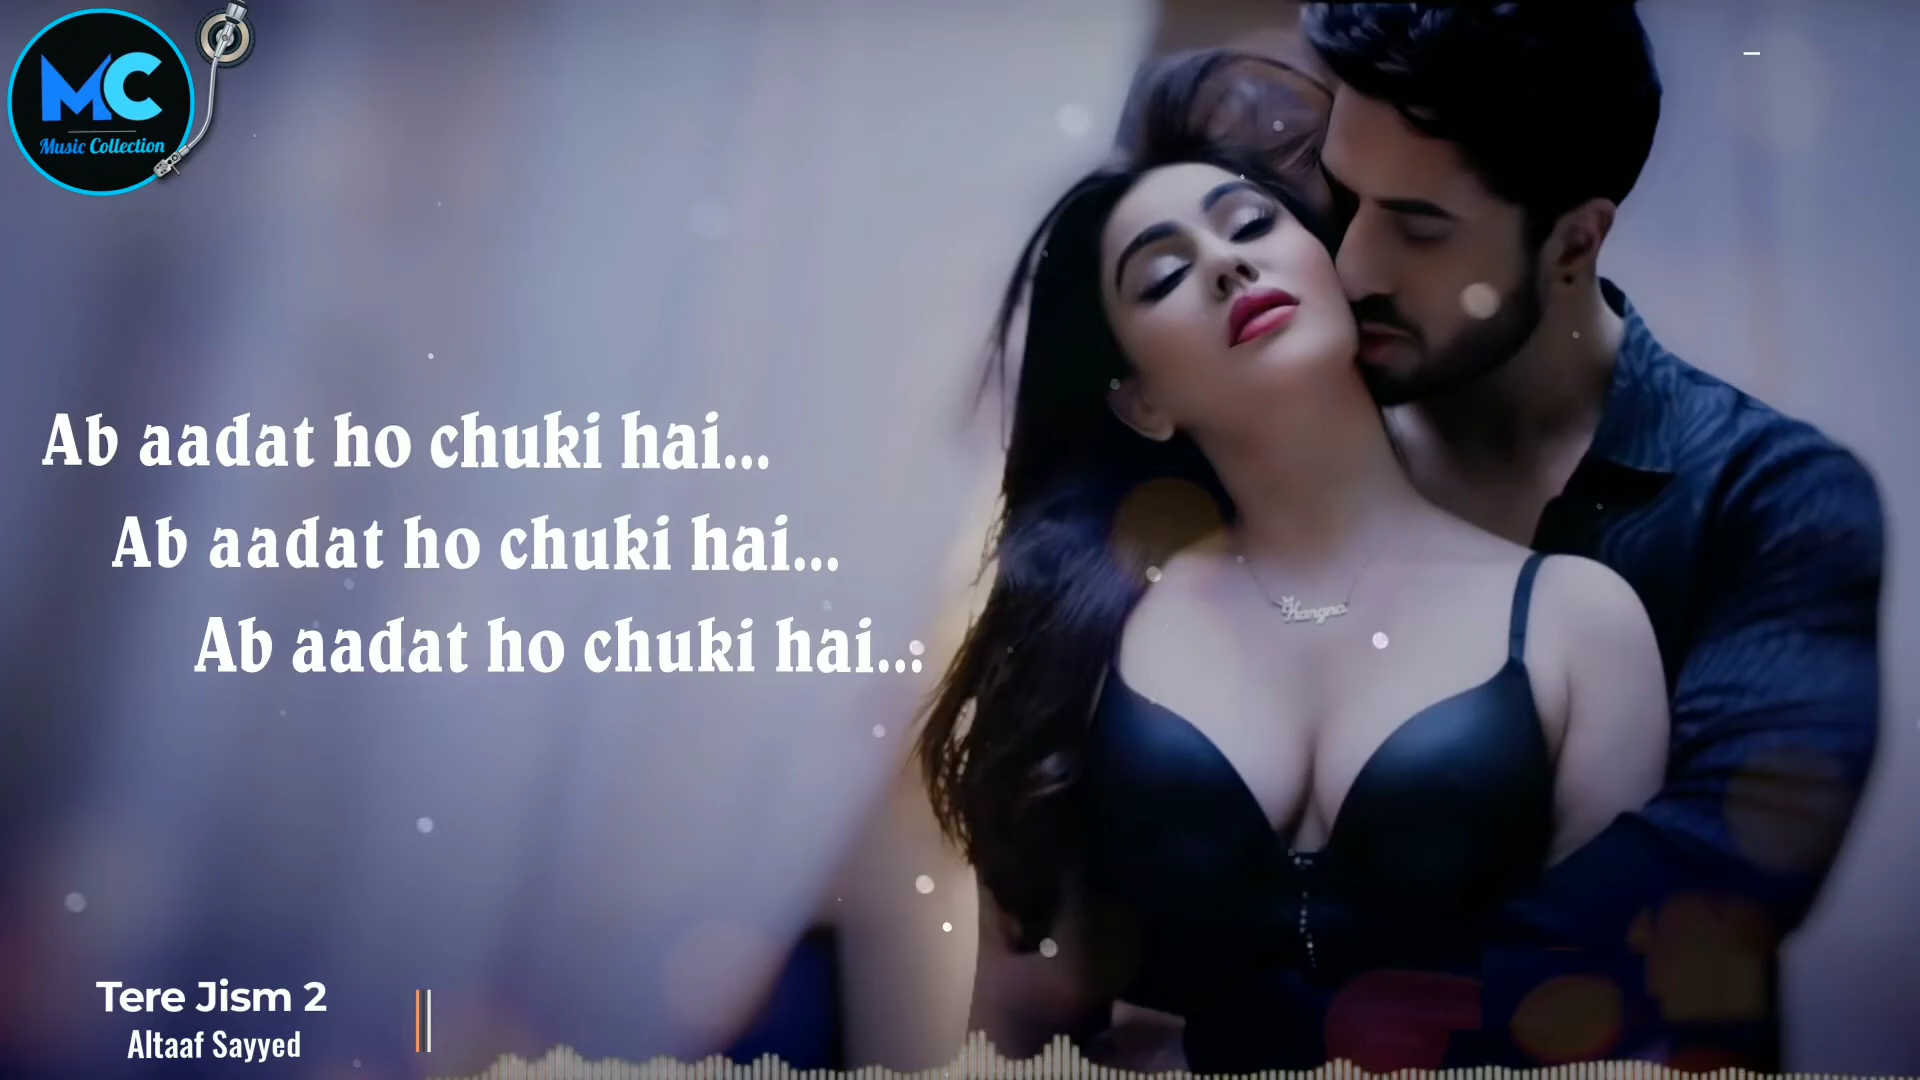 MC
Music Collection
Ab aadat ho chuki hai...
Ab aadat ho chuki hai...
Ab aadat ho chuki hai...
Kangna
Tere Jism 2
Altaaf Sayyed